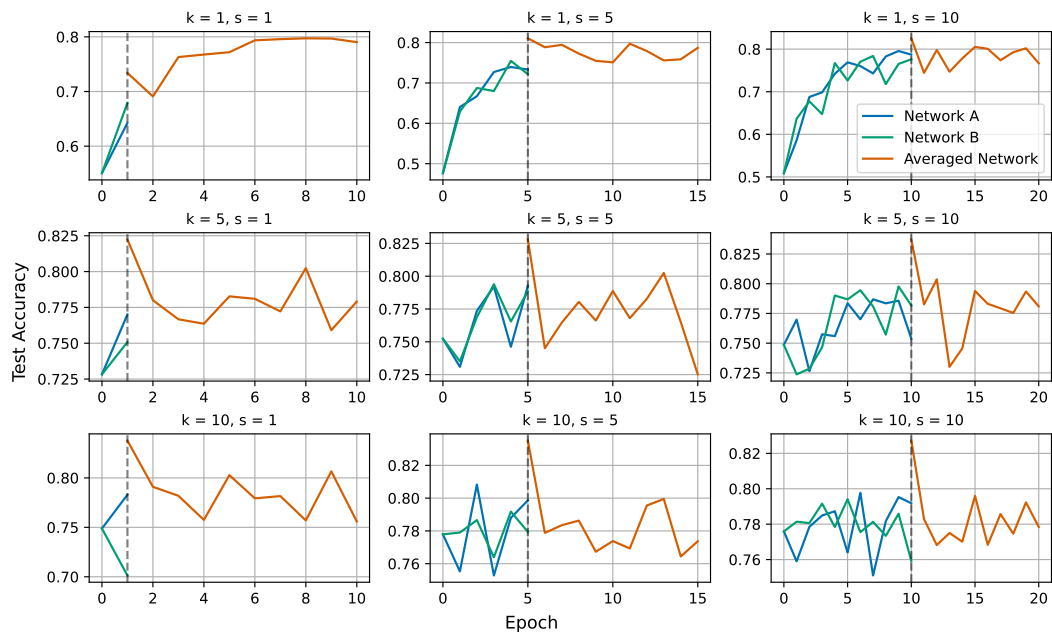 k = 1, s = 1
k = 1, s = 5
k = 1, s = 10
0.8
0.7
0.6
0 2 4 6 8 10
0.8
0.7
0.6
0.5
0 5 10 15
0.8
0.7
0.6
0.5
0 5 10 15 20
Network A
Network B
Averaged Network
k = 5, s = 1
k = 5, s = 5
k = 5, s = 10
Test Accuracy
0.825
0.800
0.775
0.750
0.725
0 2 4 6 8 10
0.825
0.800
0.775
0.750
0.725
0 5 10 15
0.825
0.800
0.775
0.750
0.725
0 5 10 15 20
k = 10, s = 1
k = 10, s = 5
k = 10, s = 10
0.80
0.75
0.70
0 2 4 6 8 10
0.82
0.80
0.78
0.76
0 5 10 15
0.82
0.80
0.78
0.76
0 5 10 15 20
Epoch